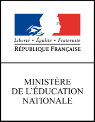 Liberté • Égalité • Fraternité
RÉPUBLIQUE FRANÇAISE
MINISTÈRE
DE L'ÉDUCATION
NATIONALE